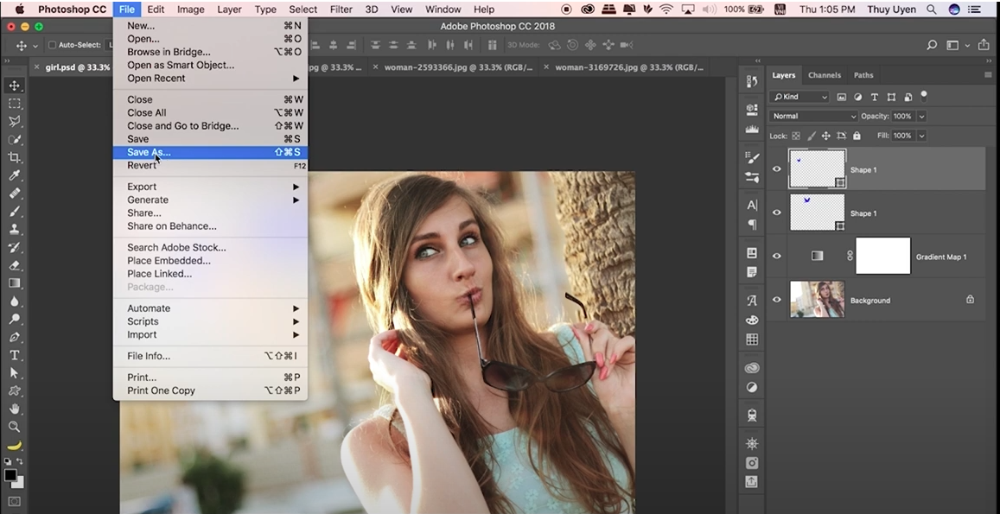 Photoshop CC File Edit Image Layer Type Select Filter 3D View Window Help 100% Thu 1:05 PM Thuy Uyen
Adobe Photoshop CC 2018
Auto-Select: 3D Mode:
× girl.psd @ 33.3% pg @ 33.3% ... × woman-2593366.jpg @ 33.3% (RGB/... × woman-3169726.jpg @ 33.3% (RGB/...
New... ⌘N
Open... ⌘O
Browse in Bridge... ⌥⌘O
Open as Smart Object...
Open Recent ▶
Close ⌘W
Close All ⌥⌘W
Close and Go to Bridge... ⇧⌘W
Save ⌘S
Save As... ⇧⌘S
Revert F12
Export ▶
Generate ▶
Share...
Share on Behance...
Search Adobe Stock...
Place Embedded...
Place Linked...
Package...
Automate ▶
Scripts ▶
Import ▶
File Info... ⌥⇧⌘I
Print... ⌘P
Print One Copy ⌥⇧⌘P
Layers Channels Paths
Kind
Normal Opacity: 100%
Lock: Fill: 100%
Shape 1
Shape 1
Gradient Map 1
Background